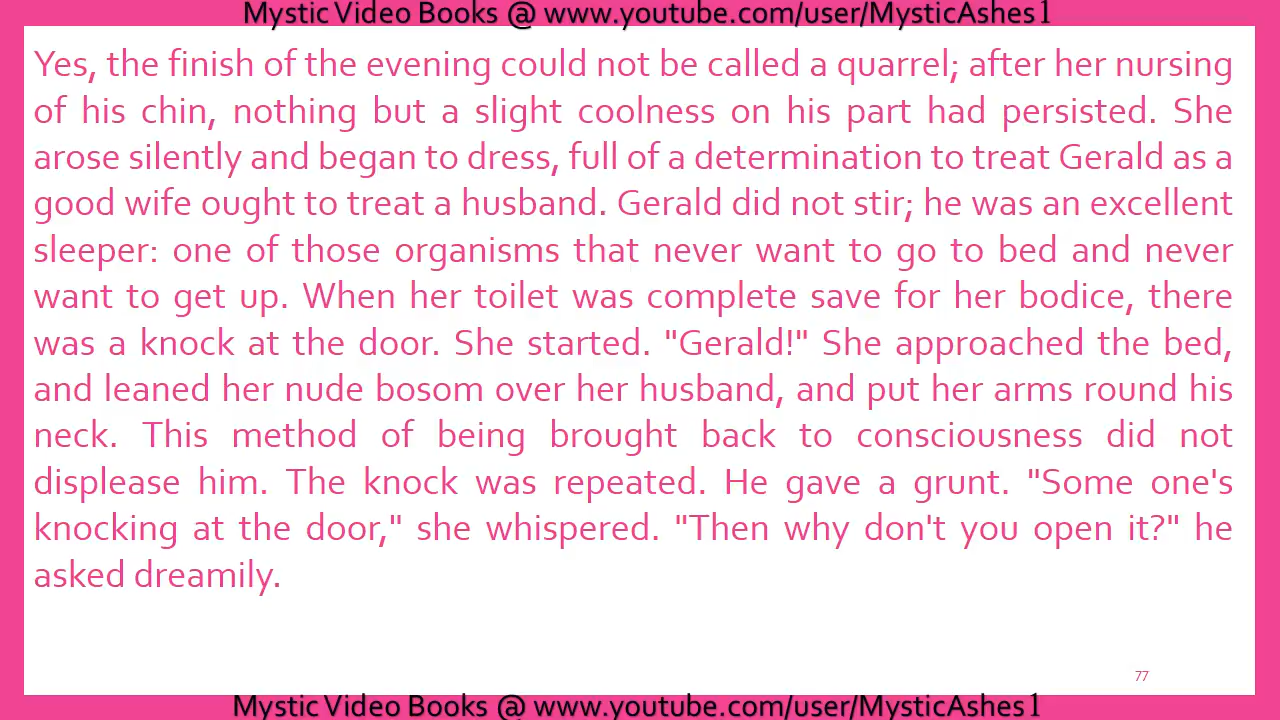 Mystic Video Books @ www.youtube.com/user/MysticAshes1
Yes, the finish of the evening could not be called a quarrel; after her nursing
of his chin, nothing but a slight coolness on his part had persisted. She
arose silently and began to dress, full of a determination to treat Gerald as a
good wife ought to treat a husband. Gerald did not stir; he was an excellent
sleeper: one of those organisms that never want to go to bed and never
want to get up. When her toilet was complete save for her bodice, there
was a knock at the door. She started. "Gerald!" She approached the bed,
and leaned her nude bosom over her husband, and put her arms round his
neck. This method of being brought back to consciousness did not
displease him. The knock was repeated. He gave a grunt. "Some one's
knocking at the door," she whispered. "Then why don't you open it?" he
asked dreamily.
77
Mystic Video Books @ www.youtube.com/user/MysticAshes1